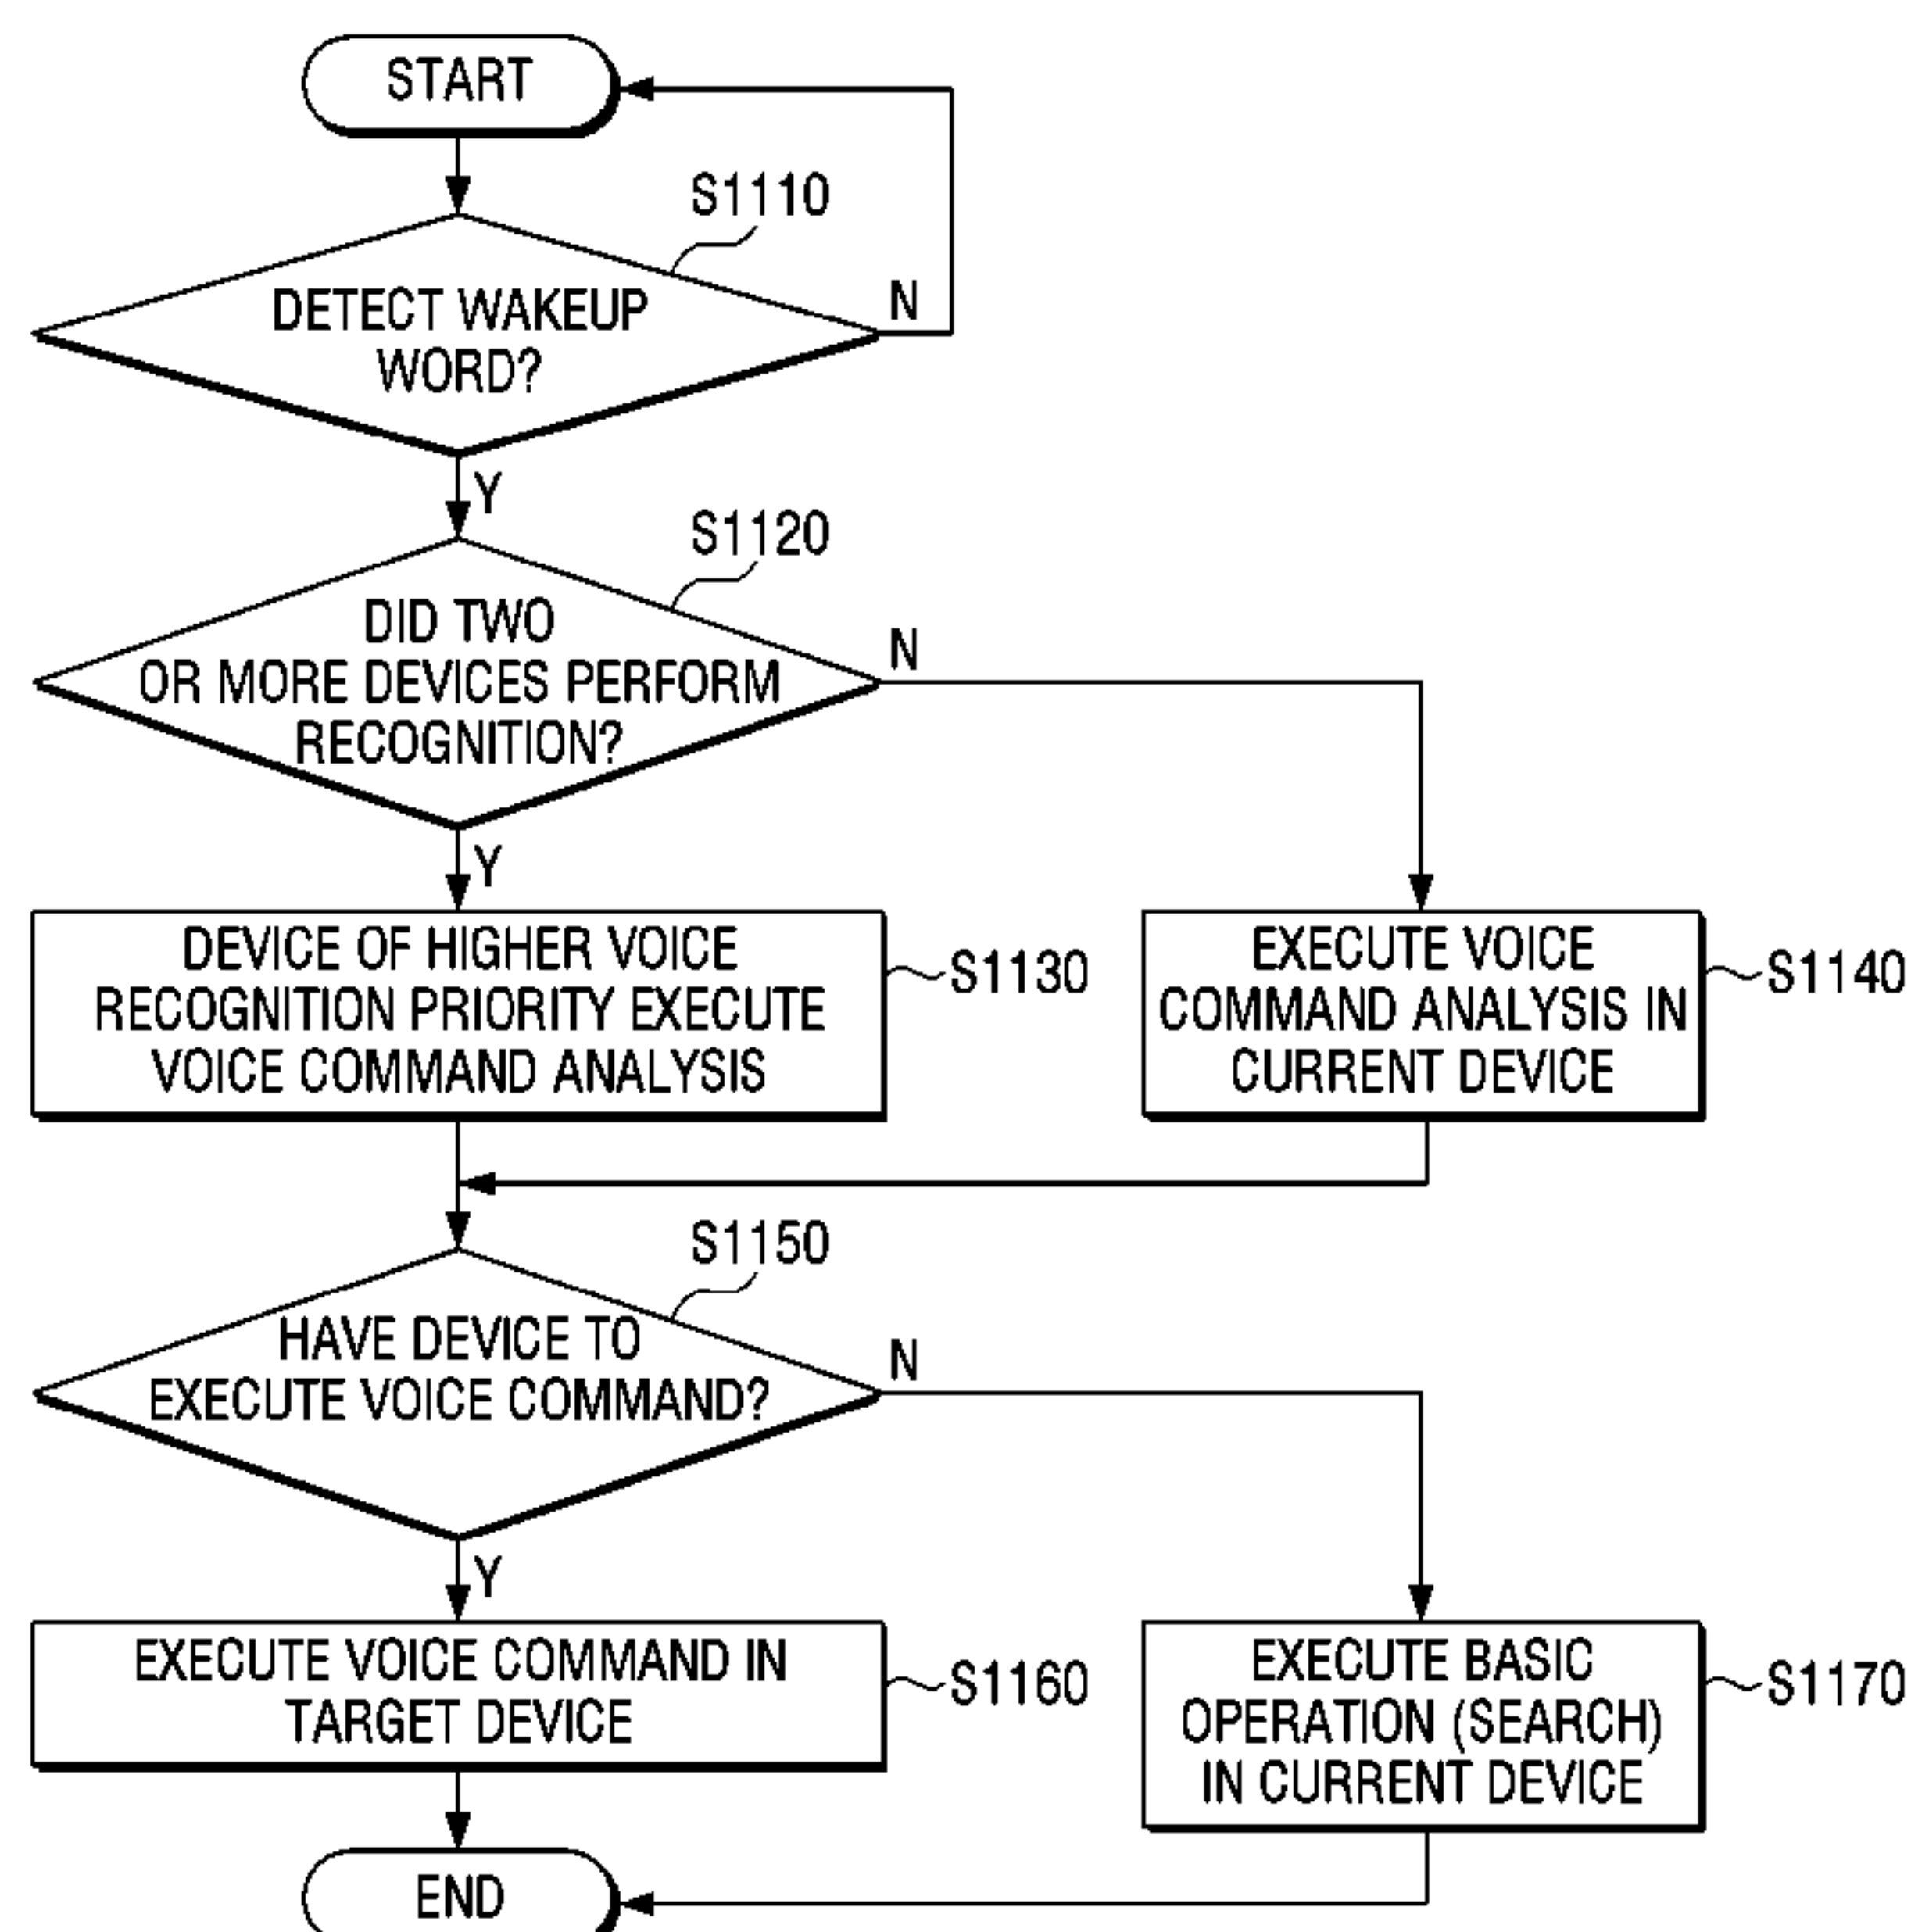 START
S1110
DETECT WAKEUP
WORD?
N
Y
S1120
DID TWO
OR MORE DEVICES PERFORM
RECOGNITION?
N
Y
DEVICE OF HIGHER VOICE
RECOGNITION PRIORITY EXECUTE
VOICE COMMAND ANALYSIS
S1130
EXECUTE VOICE
COMMAND ANALYSIS IN
CURRENT DEVICE
S1140
S1150
HAVE DEVICE TO
EXECUTE VOICE COMMAND?
N
Y
EXECUTE VOICE COMMAND IN
TARGET DEVICE
S1160
EXECUTE BASIC
OPERATION (SEARCH)
IN CURRENT DEVICE
S1170
END